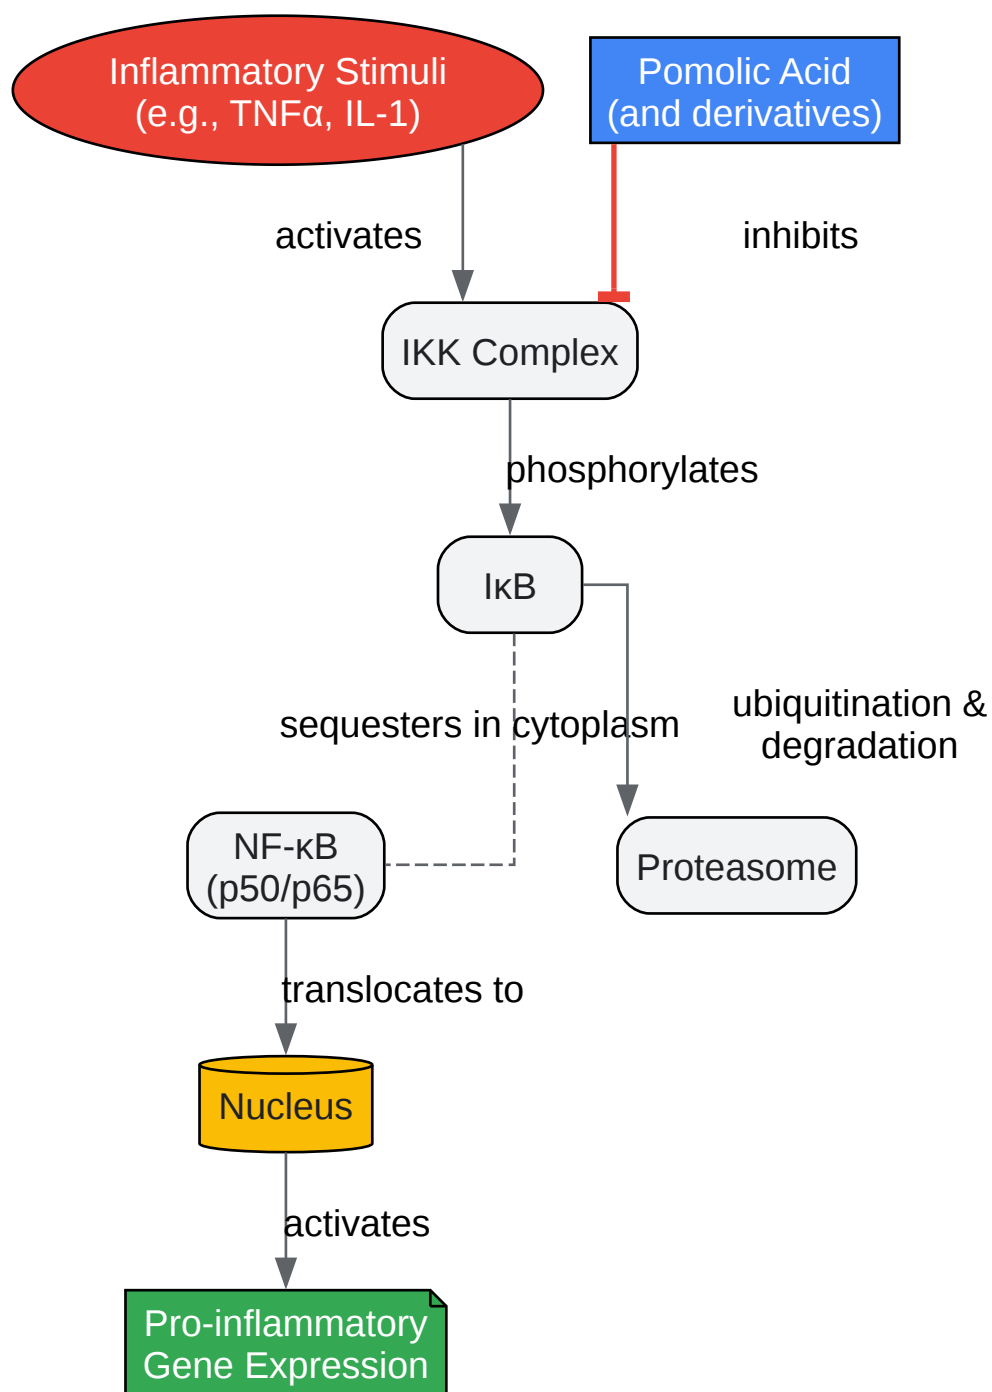 Inflammatory Stimuli
(e.g., TNFα, IL-1)
Pomolic Acid
(and derivatives)
activates
inhibits
IKK Complex
phosphorylates
IκB
sequesters in cytoplasm
ubiquitination &
degradation
NF-κB
(p50/p65)
Proteasome
translocates to
Nucleus
activates
Pro-inflammatory
Gene Expression